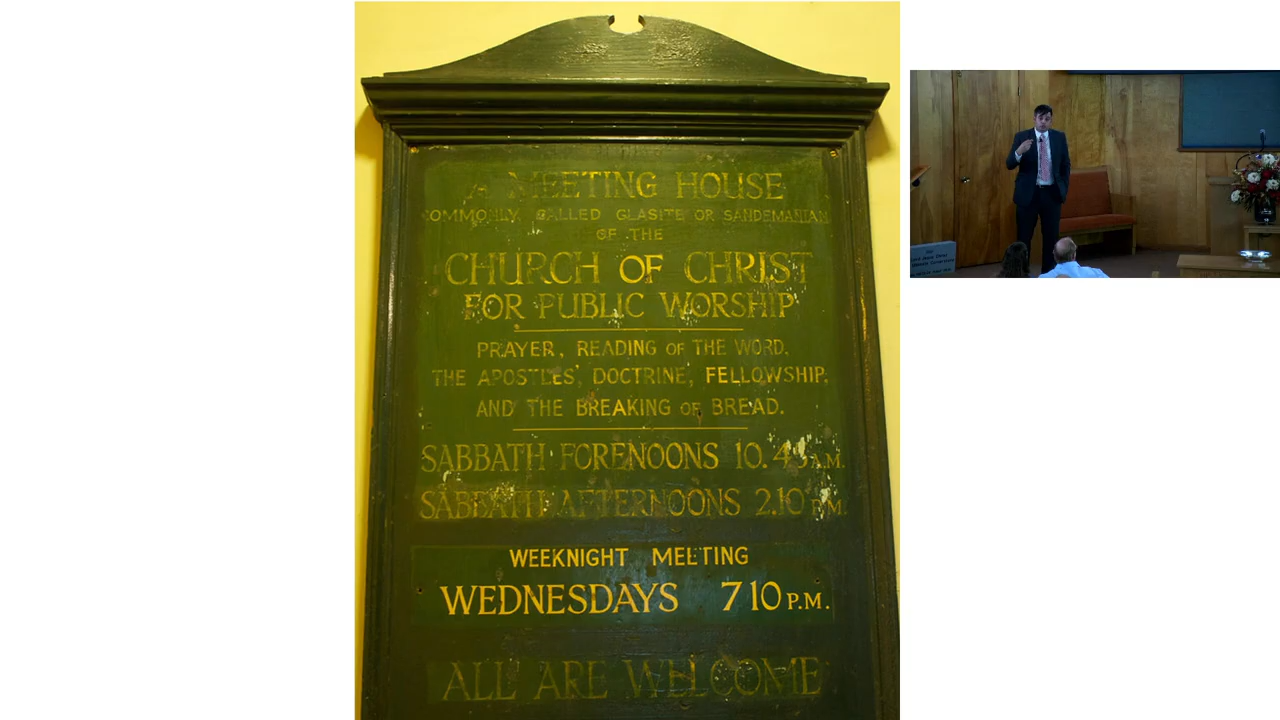 A MEETING HOUSE
COMMONLY CALLED GLASITE OR SANDEMANIAN
OF THE
CHURCH OF CHRIST
FOR PUBLIC WORSHIP
PRAYER, READING OF THE WORD,
THE APOSTLES' DOCTRINE, FELLOWSHIP,
AND THE BREAKING OF BREAD.
SABBATH FORENOONS 10.45 A.M.
SABBATH AFTERNOONS 2.10 P.M.
WEEKNIGHT MEETING
WEDNESDAYS 7 10 P.M.
ALL ARE WELCOME